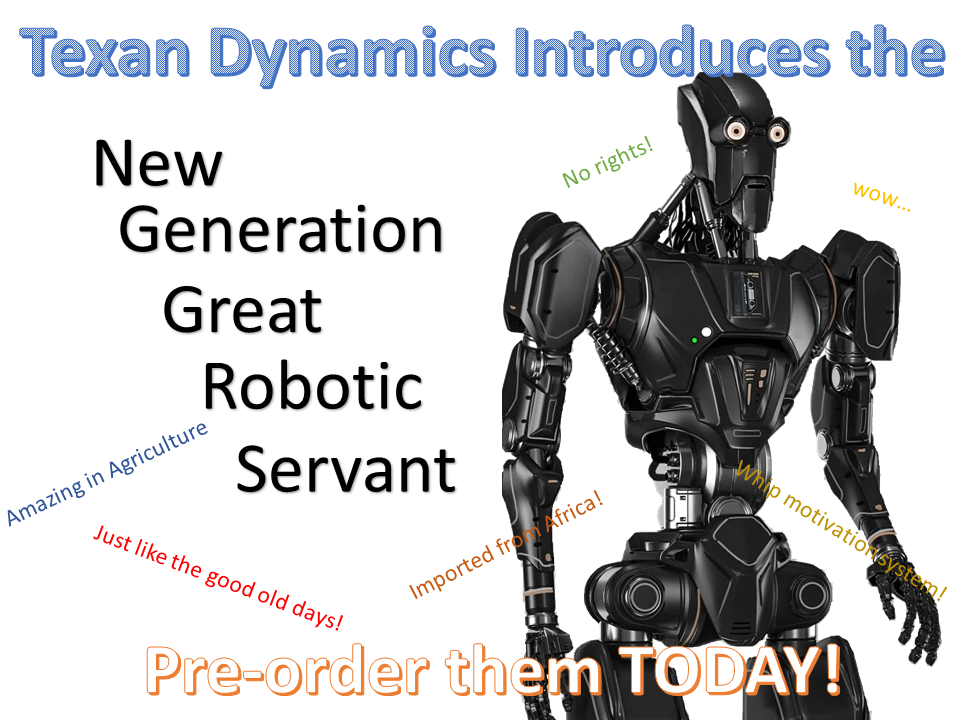 Texan Dynamics Introduces the
No rights!
wow...
New
Generation
Great
Robotic
Servant
Amazing in Agriculture
Just like the good old days!
Imported from Africa!
Whip motivation system!
Pre-order them TODAY!